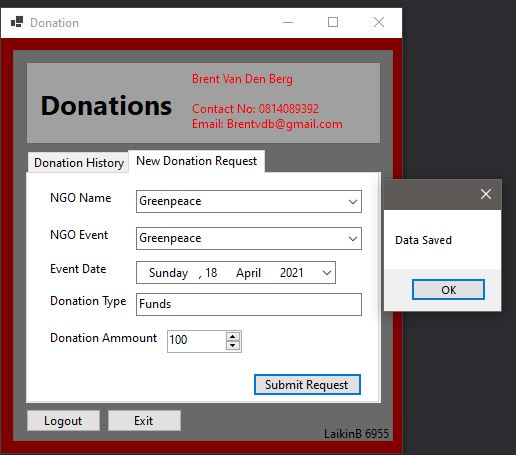 Donation
Donations
Brent Van Den Berg
Contact No: 0814089392
Email: Brentvdb@gmail.com
Donation History
New Donation Request
NGO Name
Greenpeace
NGO Event
Greenpeace
Event Date
Sunday , 18 April 2021
Donation Type
Funds
Donation Ammount
100
Submit Request
Logout
Exit
LaikinB 6955
Data Saved
OK